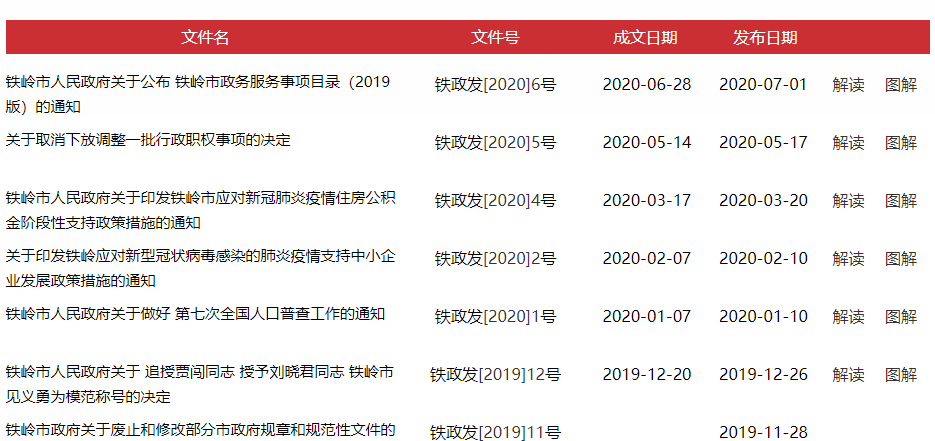 文件名 文件号 成文日期 发布日期
铁岭市人民政府关于公布 铁岭市政务服务事项目录（2019
版）的通知
铁政发[2020]6号 2020-06-28 2020-07-01 解读 图解
关于取消下放调整一批行政职权事项的决定 铁政发[2020]5号 2020-05-14 2020-05-17 解读 图解
铁岭市人民政府关于印发铁岭市应对新冠肺炎疫情住房公积
金阶段性支持政策措施的通知
铁政发[2020]4号 2020-03-17 2020-03-20 解读 图解
关于印发铁岭应对新型冠状病毒感染的肺炎疫情支持中小企
业发展政策措施的通知
铁政发[2020]2号 2020-02-07 2020-02-10 解读 图解
铁岭市人民政府关于做好 第七次全国人口普查工作的通知 铁政发[2020]1号 2020-01-07 2020-01-10 解读 图解
铁岭市人民政府关于 追授贾闯同志 授予刘晓君同志 铁岭市
见义勇为模范称号的决定
铁政发[2019]12号 2019-12-20 2019-12-26 解读 图解
铁岭市政府关于废止和修改部分市政府规章和规范性文件的 铁政发[2019]11号 2019-11-28